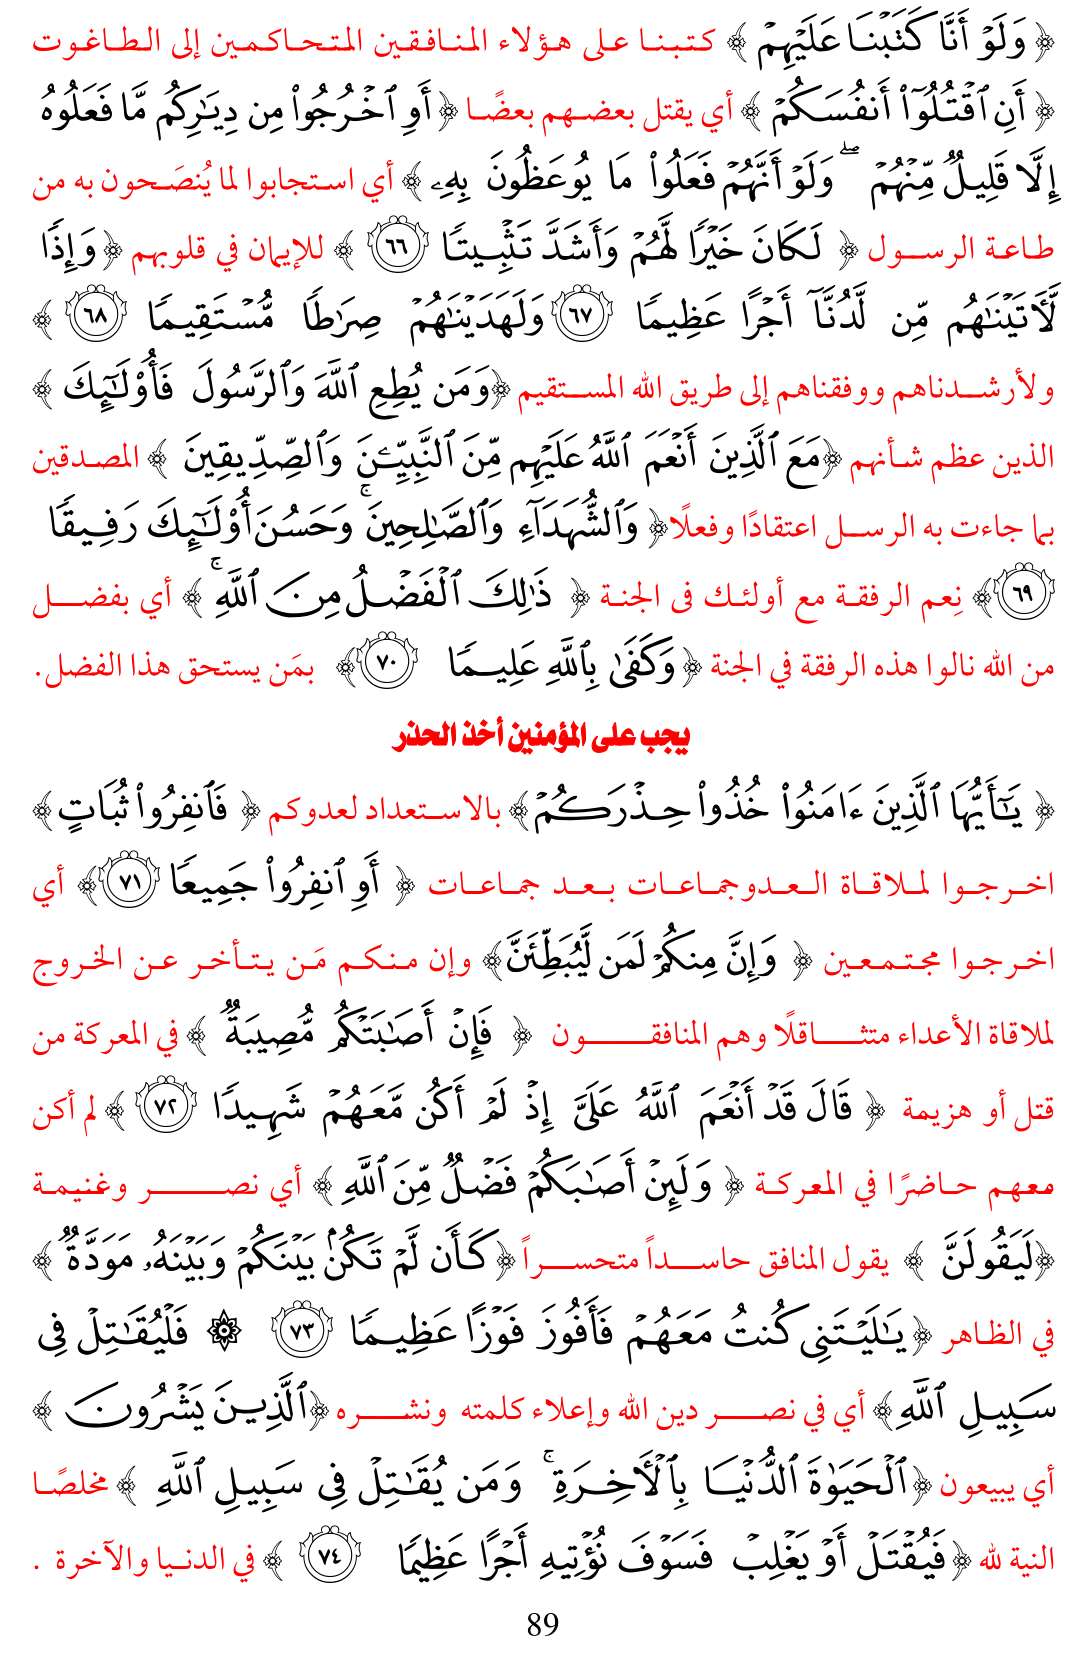 ﴿ وَلَوْ أَنَّا كَتَبْنَا عَلَيْهِمْ ﴾ كتبنا على هؤلاء المنافقين المتحاكمين إلى الطاغوت
﴿ أَنِ ٱقْتُلُوٓا۟ أَنفُسَكُمْ ﴾ أي يقتل بعضهم بعضًا ﴿أَوِ ٱخْرُجُوا۟ مِن دِيَـٰرِكُم مَّا فَعَلُوهُ
إِلَّا قَلِيلٌ مِّنْهُمْ ۖ وَلَوْ أَنَّهُمْ فَعَلُوا۟ مَا يُوعَظُونَ بِهِۦ ﴾ أي استجابوا لما يُنصَحون به من
طاعة الرسول ﴿ لَكَانَ خَيْرًا لَّهُمْ وَأَشَدَّ تَثْبِيتًا ٦٦ ﴾ للإيمان في قلوبهم ﴿وَإِذًا
لَّـَٔاتَيْنَـٰهُم مِّن لَّدُنَّآ أَجْرًا عَظِيمًا ٦٧ وَلَهَدَيْنَـٰهُمْ صِرَٰطًا مُّسْتَقِيمًا ٦٨ ﴾
ولأرشدناهم ووفقناهم إلى طريق الله المستقيم ﴿وَمَن يُطِعِ ٱللَّهَ وَٱلرَّسُولَ فَأُو۟لَـٰٓئِكَ ﴾
الذين عظم شأنهم ﴿مَعَ ٱلَّذِينَ أَنْعَمَ ٱللَّهُ عَلَيْهِم مِّنَ ٱلنَّبِيِّـۧنَ وَٱلصِّدِّيقِينَ ﴾ المصدقين
بما جاءت به الرسل اعتقادًا وفعلًا﴿ وَٱلشُّهَدَآءِ وَٱلصَّـٰلِحِينَ ۚ وَحَسُنَ أُو۟لَـٰٓئِكَ رَفِيقًا
٦٩ ﴾ نِعم الرفقة مع أولئك فى الجنة ﴿ ذَٰلِكَ ٱلْفَضْلُ مِنَ ٱللَّهِ ۚ ﴾ أي بفضل
من الله نالوا هذه الرفقة في الجنة ﴿وَكَفَىٰ بِٱللَّهِ عَلِيمًا ٧٠ ﴾ بمَن يستحق هذا الفضل.
يجب على المؤمنين أخذ الحذر
﴿ يَـٰٓأَيُّهَا ٱلَّذِينَ ءَامَنُوا۟ خُذُوا۟ حِذْرَكُمْ﴾ بالاستعداد لعدوكم ﴿ فَٱنفِرُوا۟ ثُبَاتٍ﴾
اخرجوا لملاقاة العدوجماعات بعد جماعات ﴿ أَوِ ٱنفِرُوا۟ جَمِيعًا ٧١ ﴾ أي
اخرجوا مجتمعين ﴿ وَإِنَّ مِنكُمْ لَمَن لَّيُبَطِّئَنَّ﴾ وإن منكم مَن يتأخر عن الخروج
لملاقاة الأعداء متثاقلًا وهم المنافقون ﴿ فَإِنْ أَصَـٰبَتْكُم مُّصِيبَةٌ ﴾ في المعركة من
قتل أو هزيمة ﴿ قَالَ قَدْ أَنْعَمَ ٱللَّهُ عَلَىَّ إِذْ لَمْ أَكُن مَّعَهُمْ شَهِيدًا ٧٢ ﴾ لم أكن
معهم حاضرًا في المعركة ﴿ وَلَئِنْ أَصَـٰبَكُمْ فَضْلٌ مِّنَ ٱللَّهِ ﴾ أي نصر وغنيمة
﴿لَيَقُولَنَّ ﴾ يقول المنافق حاسداً متحسراً ﴿كَأَن لَّمْ تَكُنۢ بَيْنَكُمْ وَبَيْنَهُۥ مَوَدَّةٌ ﴾
في الظاهر ﴿يَـٰلَيْتَنِى كُنتُ مَعَهُمْ فَأَفُوزَ فَوْزًا عَظِيمًا ٧٣ ۞ فَلْيُقَـٰتِلْ فِى
سَبِيلِ ٱللَّهِ﴾ أي في نصر دين الله وإعلاء كلمته ونشره ﴿ٱلَّذِينَ يَشْرُونَ ﴾
أي يبيعون ﴿ٱلْحَيَوٰةَ ٱلدُّنْيَا بِٱلْـَٔاخِرَةِ ۚ وَمَن يُقَـٰتِلْ فِى سَبِيلِ ٱللَّهِ ﴾ مخلصًا
النية لله ﴿فَيُقْتَلْ أَوْ يَغْلِبْ فَسَوْفَ نُؤْتِيهِ أَجْرًا عَظِيمًا ٧٤ ﴾ في الدنيا والآخرة .
89